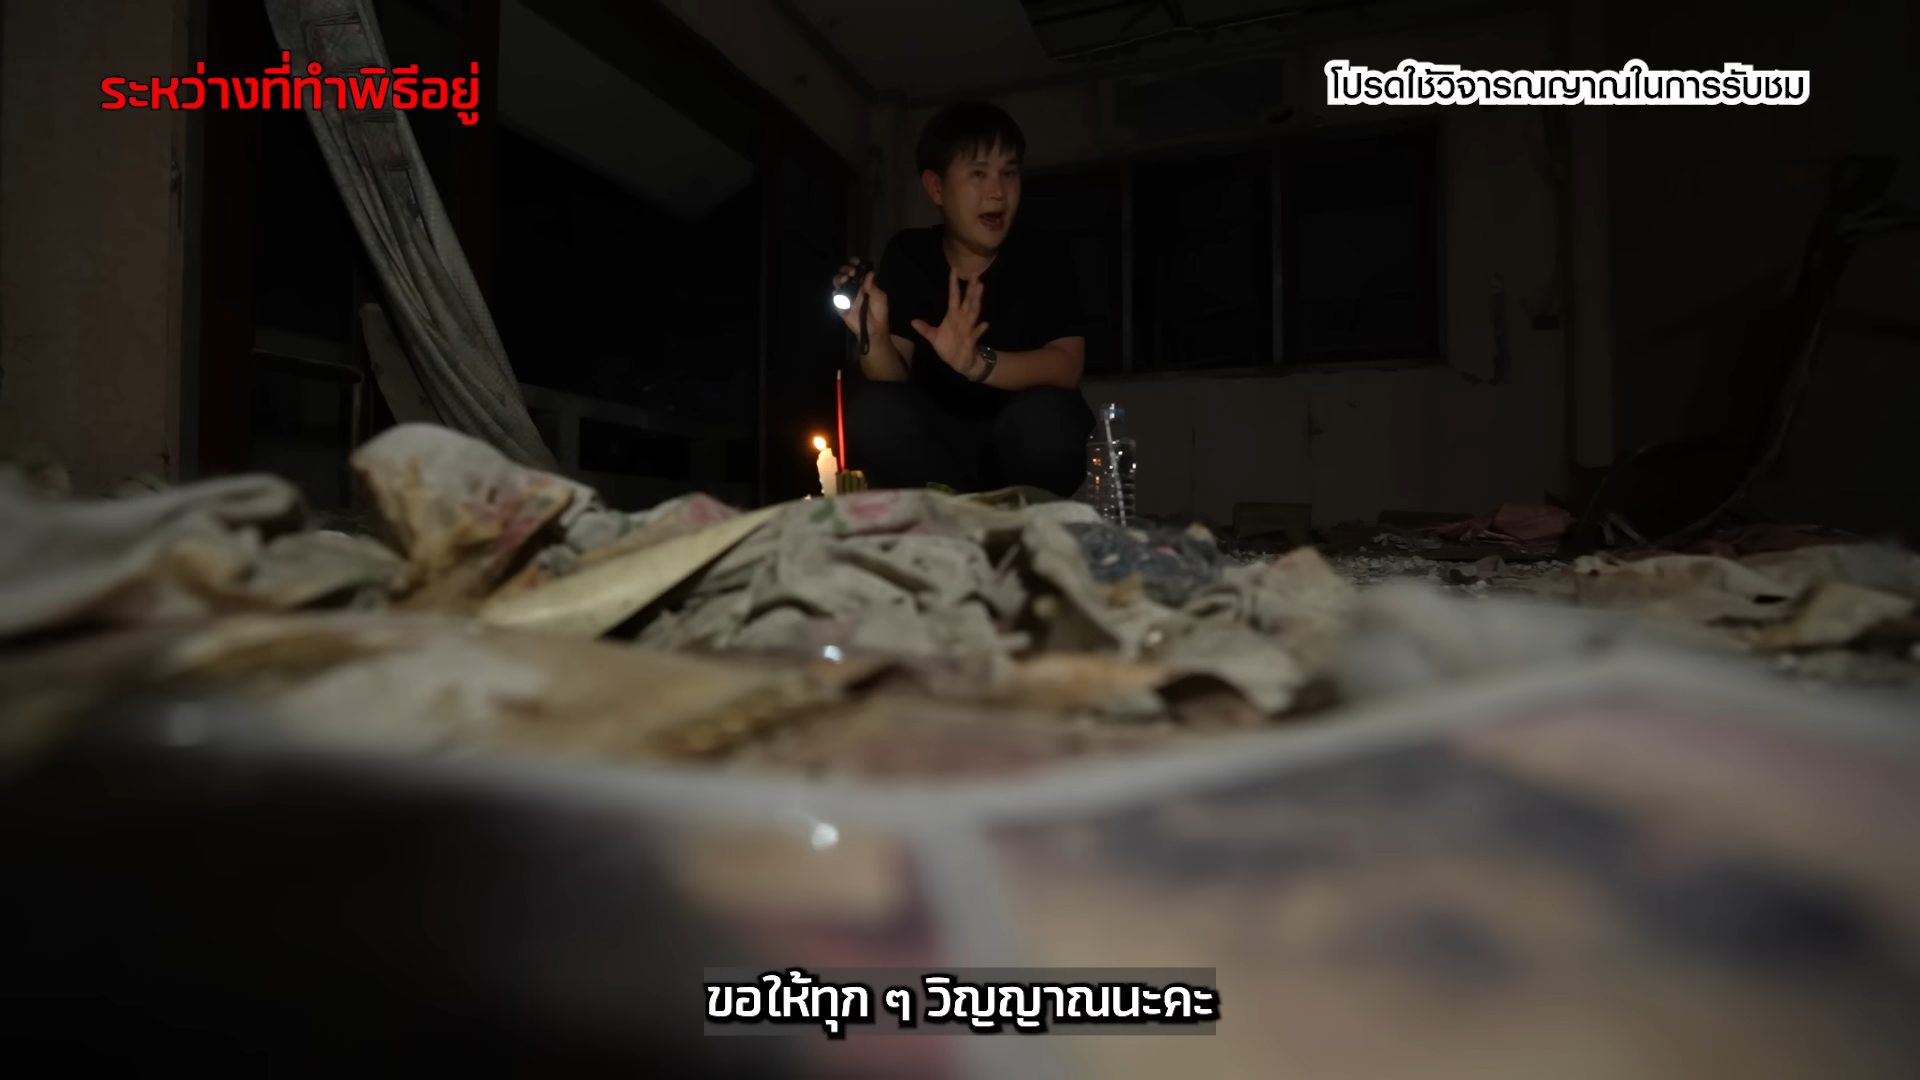 ระหว่างที่ทำพิธีอยู่
โปรดใช้วิจารณญาณในการรับชม
ขอให้ทุก ๆ วิญญาณนะคะ